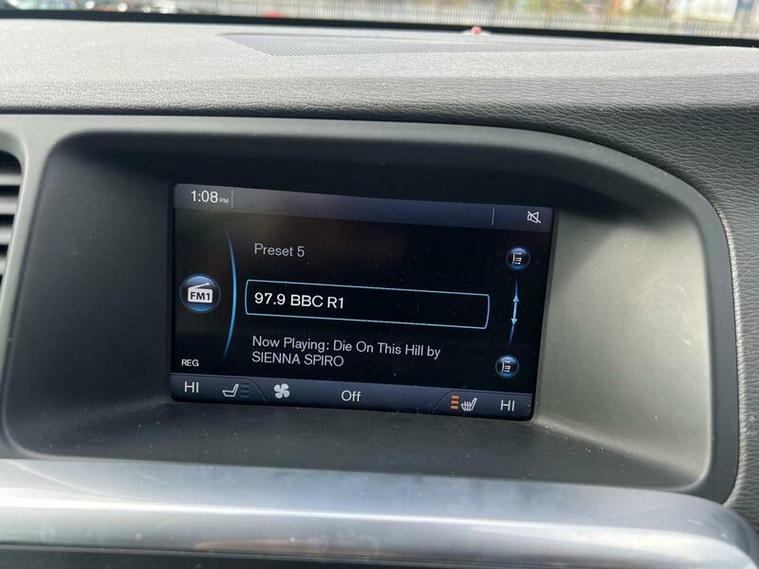 1:08 PM
Preset 5
FM1
97.9 BBC R1
Now Playing: Die On This Hill by
SIENNA SPIRO
REG
HI
Off
HI